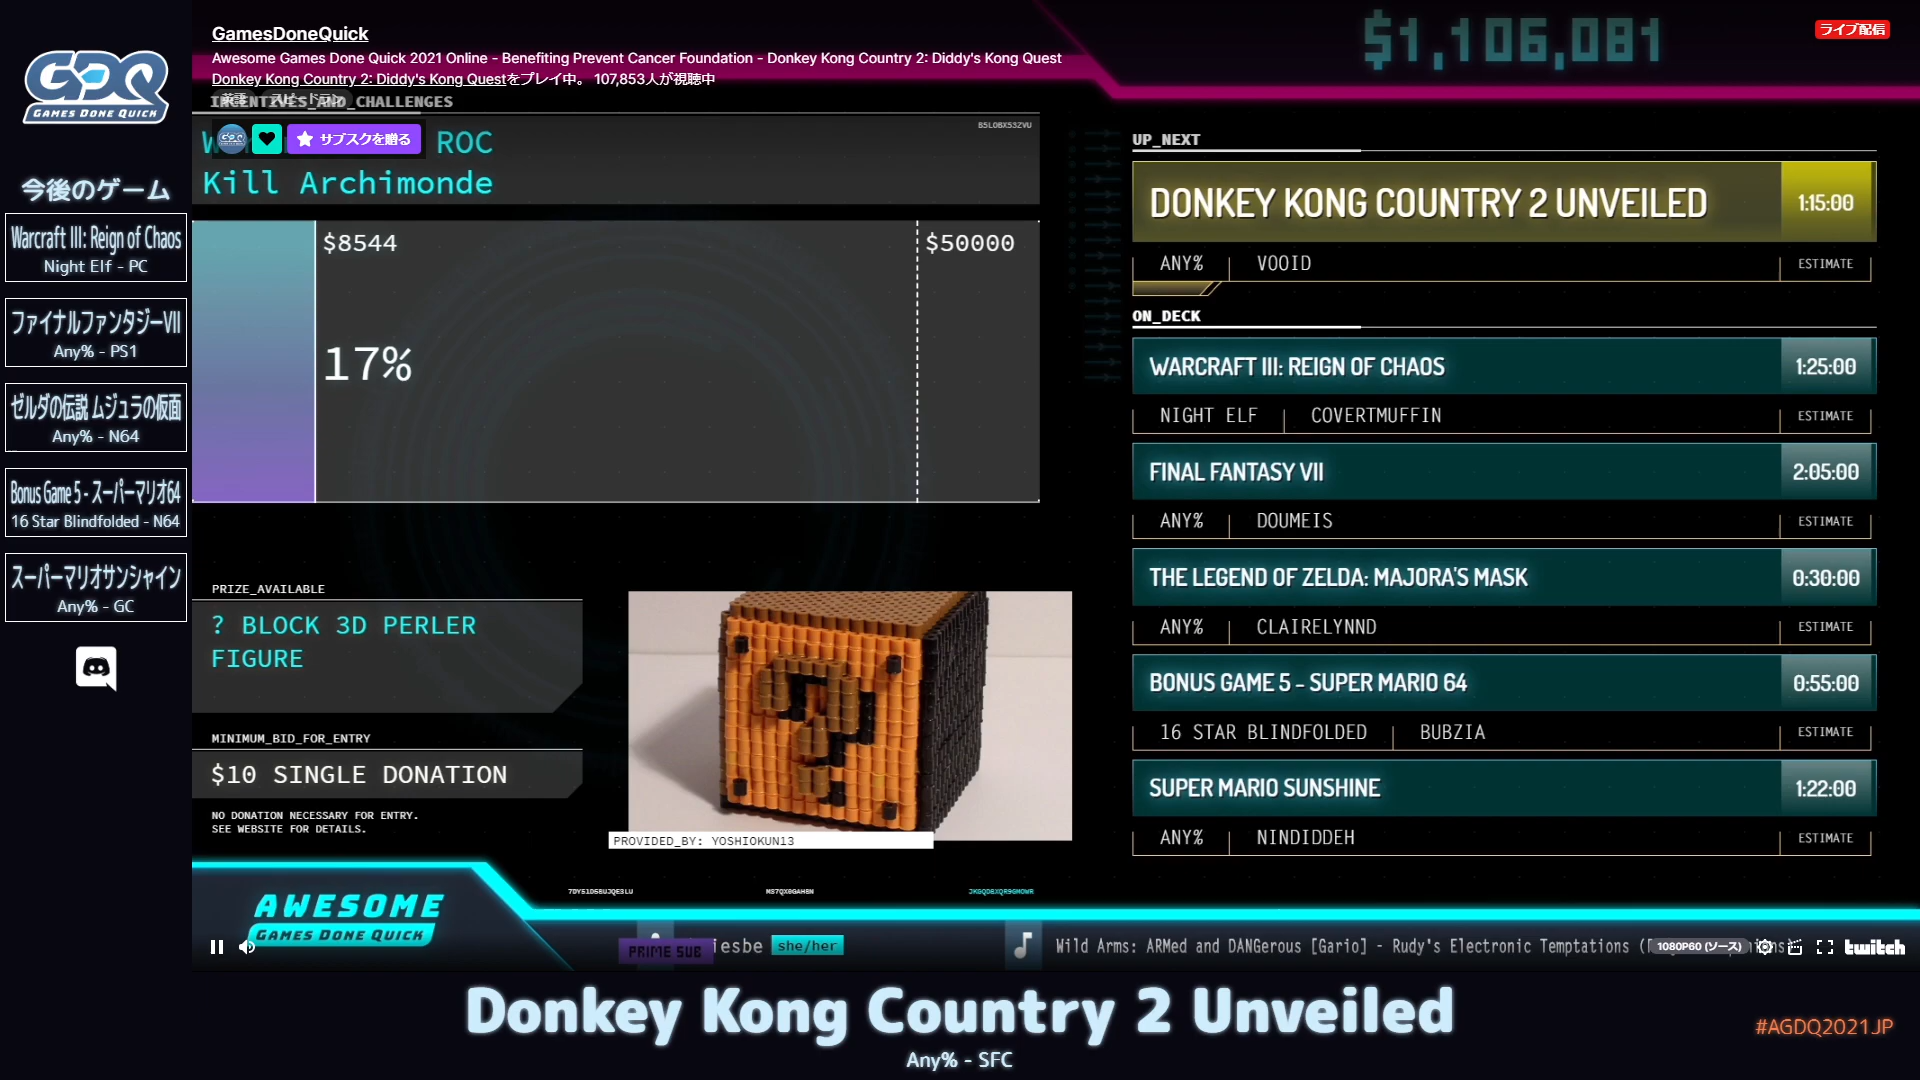 GDQ
GAMES DONE QUICK
今後のゲーム
Warcraft III: Reign of Chaos
Night Elf - PC
ファイナルファンタジーVII
Any% - PS1
ゼルダの伝説 ムジュラの仮面
Any% - N64
Bonus Game 5 - スーパーマリオ64
16 Star Blindfolded - N64
スーパーマリオサンシャイン
Any% - GC
GamesDoneQuick
Awesome Games Done Quick 2021 Online - Benefiting Prevent Cancer Foundation - Donkey Kong Country 2: Diddy's Kong Quest
Donkey Kong Country 2: Diddy's Kong Questをプレイ中。 107,853人が視聴中
英語 スピードラン
INCENTIVES_AND_CHALLENGES
サブスクを贈る
ROC
Kill Archimonde
$8544
$50000
17%
PRIZE_AVAILABLE
? BLOCK 3D PERLER
FIGURE
MINIMUM_BID_FOR_ENTRY
$10 SINGLE DONATION
NO DONATION NECESSARY FOR ENTRY.
SEE WEBSITE FOR DETAILS.
PROVIDED_BY: YOSHIOKUN13
$1,106,081
ライブ配信
UP_NEXT
DONKEY KONG COUNTRY 2 UNVEILED
1:15:00
ANY% VOOID ESTIMATE
ON_DECK
WARCRAFT III: REIGN OF CHAOS
1:25:00
NIGHT ELF COVERTMUFFIN ESTIMATE
FINAL FANTASY VII
2:05:00
ANY% DOUMEIS ESTIMATE
THE LEGEND OF ZELDA: MAJORA'S MASK
0:30:00
ANY% CLAIRELYNND ESTIMATE
BONUS GAME 5 - SUPER MARIO 64
0:55:00
16 STAR BLINDFOLDED BUBZIA ESTIMATE
SUPER MARIO SUNSHINE
1:22:00
ANY% NINDIDDEH ESTIMATE
AWESOME
GAMES DONE QUICK
PRIME SUB
she/her
Wild Arms: ARMed and DANGerous [Gario] - Rudy's Electronic Temptations
1080P60 (ソース)
twitch
Donkey Kong Country 2 Unveiled
Any% - SFC
#AGDQ2021JP